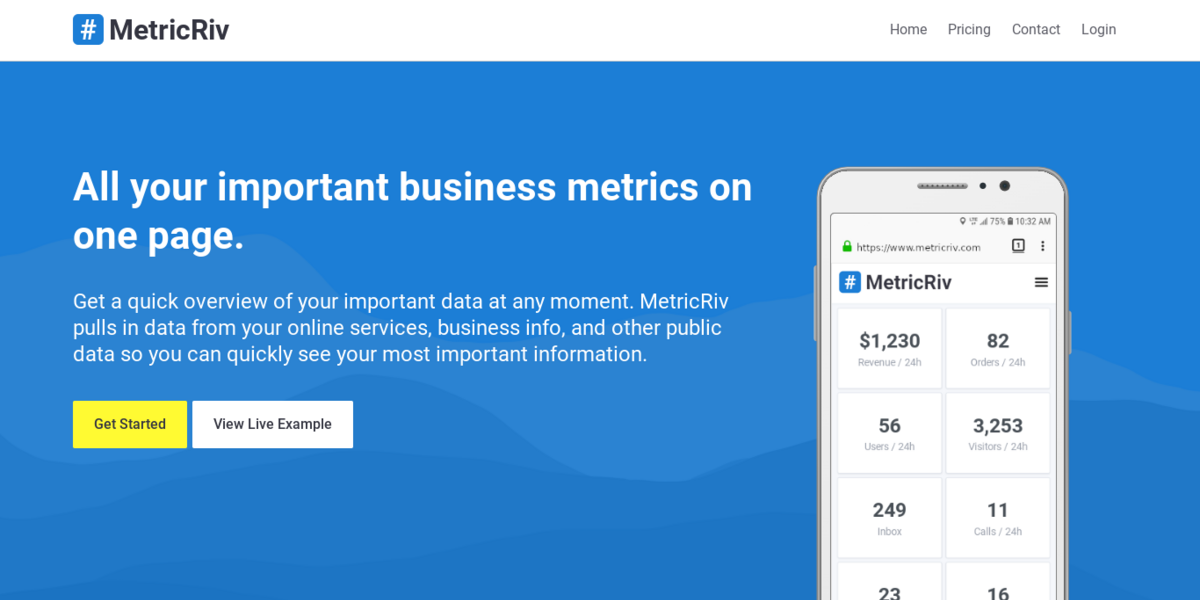 # MetricRiv
Home Pricing Contact Login
All your important business metrics on
one page.
Get a quick overview of your important data at any moment. MetricRiv
pulls in data from your online services, business info, and other public
data so you can quickly see your most important information.
Get Started View Live Example
75% 10:32 AM
https://www.metricriv.com 1
# MetricRiv
$1,230 82
Revenue / 24h Orders / 24h
56 3,253
Users / 24h Visitors / 24h
249 11
Inbox Calls / 24h
23 16